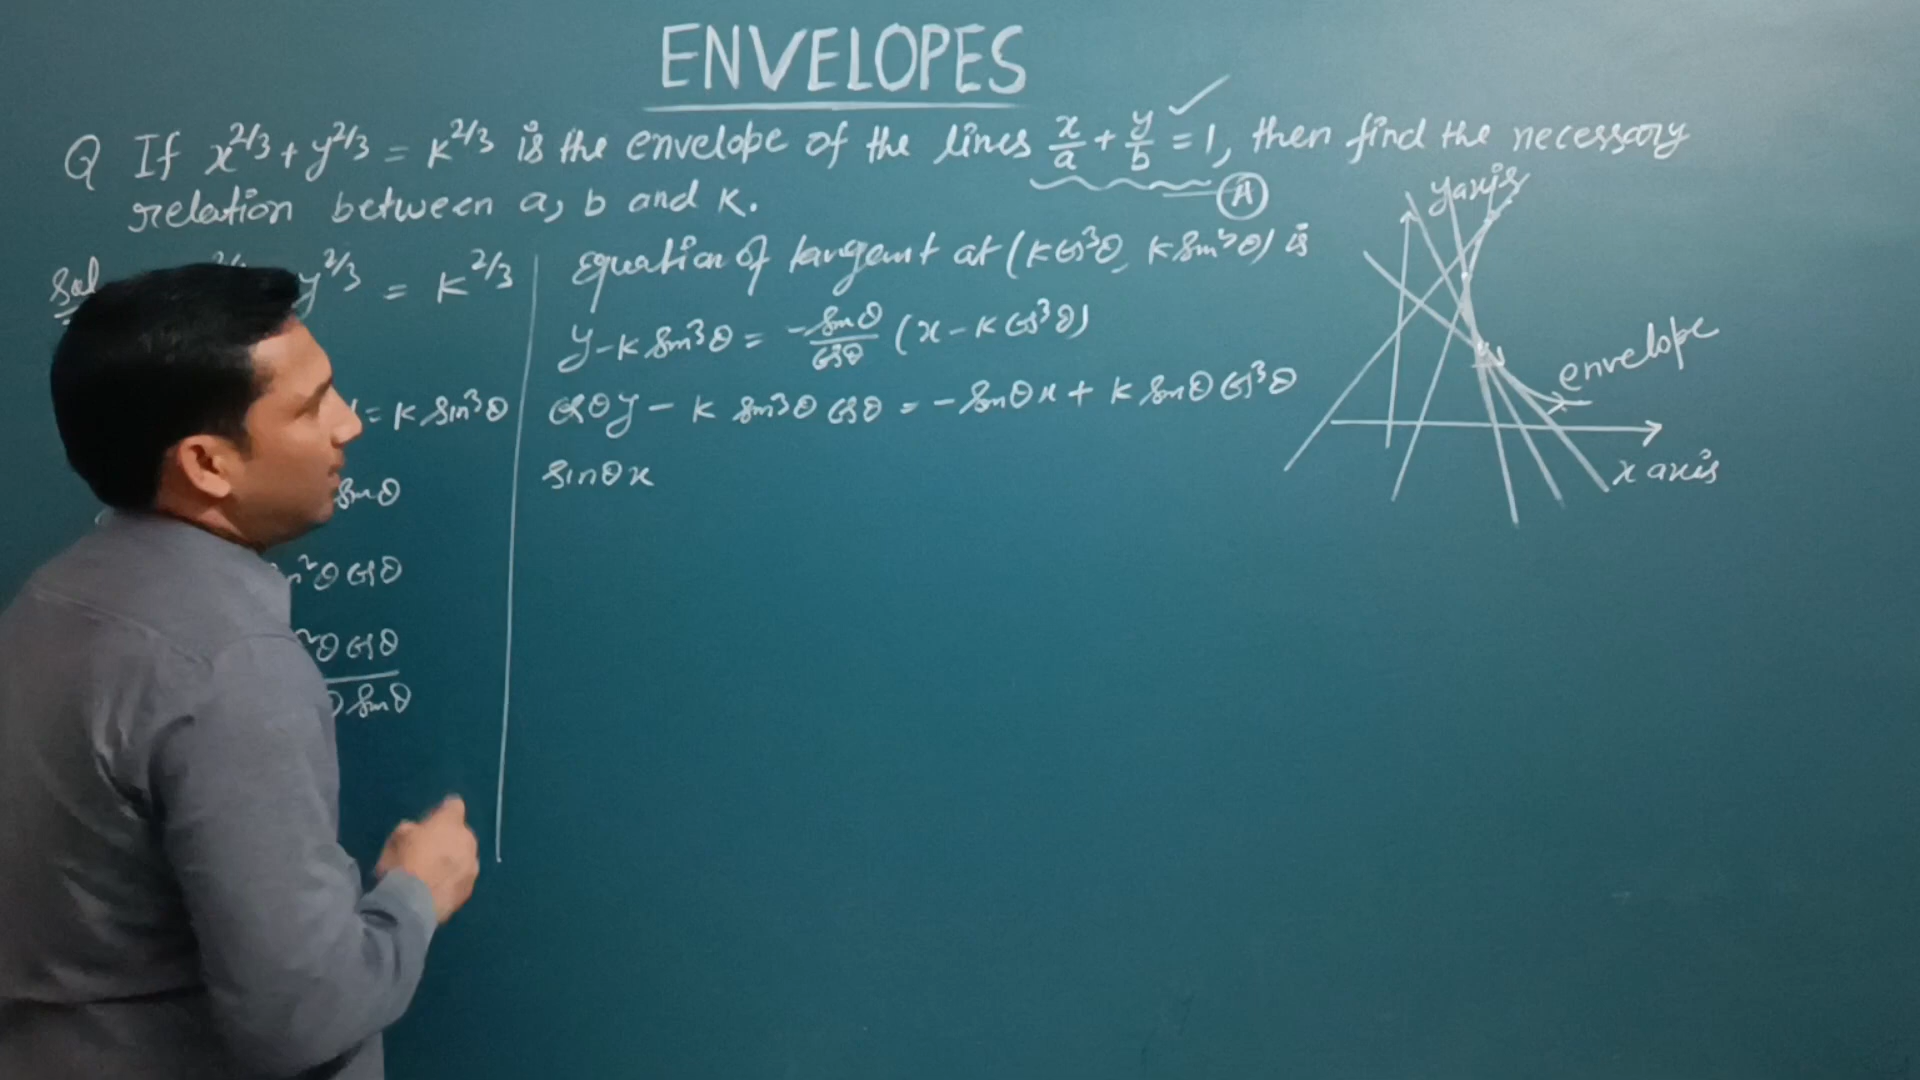 ENVELOPES
Q If x^2/3 + y^2/3 = K^2/3 is the envelope of the lines x/a + y/b = 1, then find the necessary
relation between a, b and K.
(A)
Sol
y^2/3 = K^2/3
= K Sin^3θ
Sinθ
θ Cosθ
θ Cosθ
Sinθ
Equation of tangent at (K Cos^3θ, K Sin^3θ) is
y - K Sin^3θ = -Sinθ/Cosθ (x - K Cos^3θ)
Cosθ y - K Sin^3θ Cosθ = -Sinθ x + K Sinθ Cos^3θ
Sinθ x
y axis
envelope
x axis